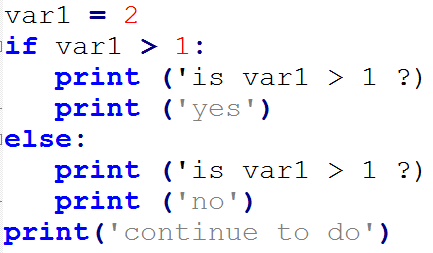 var1 = 2
if var1 > 1:
print ('is var1 > 1 ?)
print ('yes')
else:
print ('is var1 > 1 ?)
print ('no')
print('continue to do')